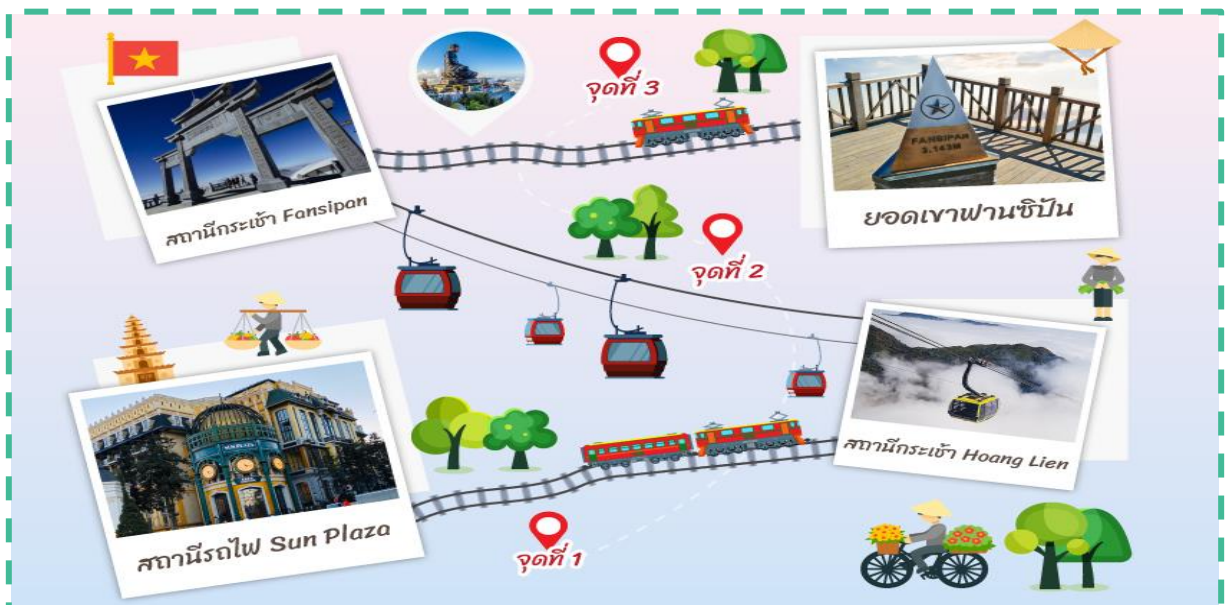 จุดที่ 3
FANSIPAN
3.143M
สถานีกระเช้า Fansipan
ยอดเขาฟานซิปัน
จุดที่ 2
SUN PLAZA
สถานีกระเช้า Hoang Lien
สถานีรถไฟ Sun Plaza
จุดที่ 1